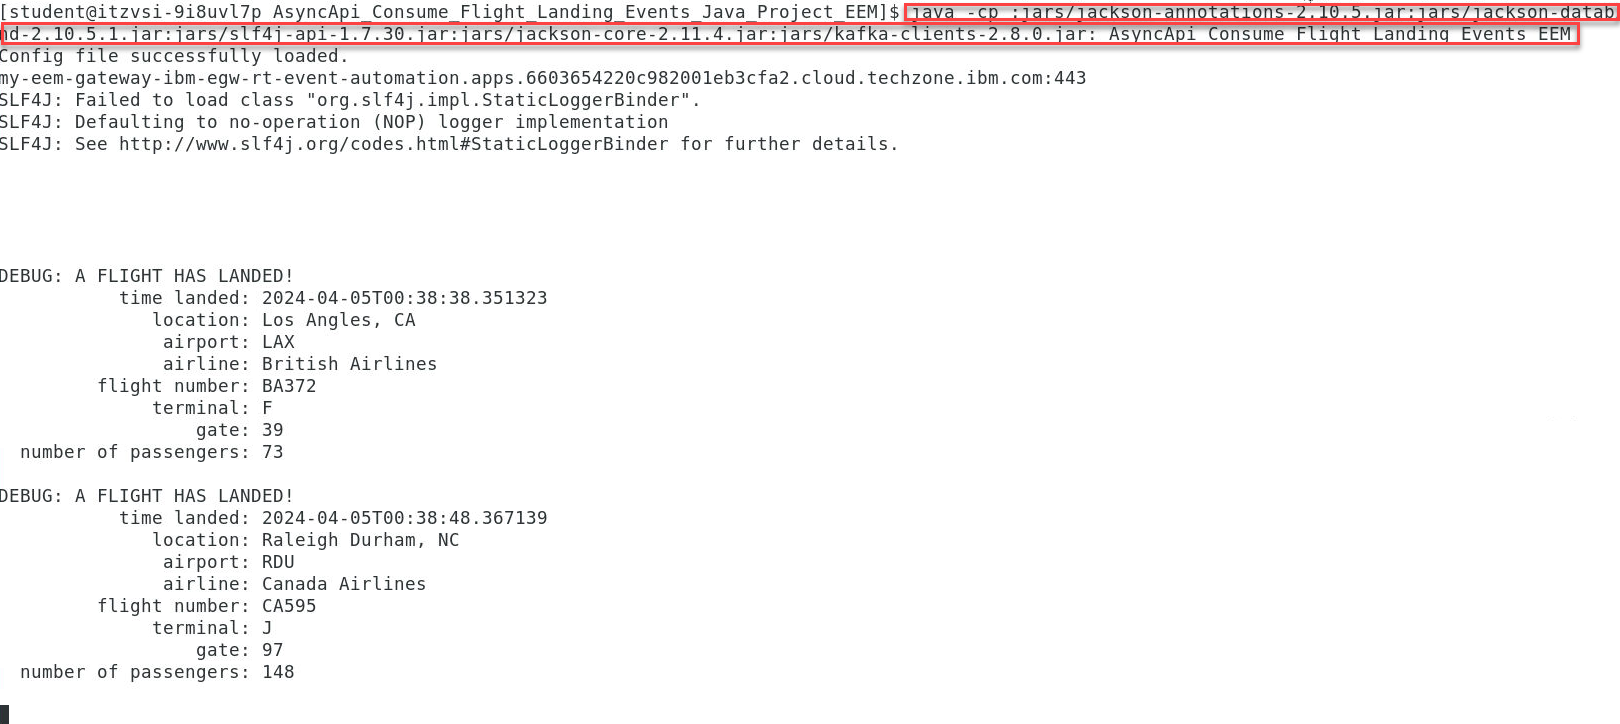 [student@itzvsi-9i8uvl7p AsyncApi_Consume_Flight_Landing_Events_Java_Project_EEM]$ java -cp :jars/jackson-annotations-2.10.5.jar:jars/jackson-datab
nd-2.10.5.1.jar:jars/slf4j-api-1.7.30.jar:jars/jackson-core-2.11.4.jar:jars/kafka-clients-2.8.0.jar: AsyncApi_Consume_Flight_Landing_Events_EEM
Config file successfully loaded.
my-eem-gateway-ibm-egw-rt-event-automation.apps.6603654220c982001eb3cfa2.cloud.techzone.ibm.com:443
SLF4J: Failed to load class "org.slf4j.impl.StaticLoggerBinder".
SLF4J: Defaulting to no-operation (NOP) logger implementation
SLF4J: See http://www.slf4j.org/codes.html#StaticLoggerBinder for further details.
DEBUG: A FLIGHT HAS LANDED!
time landed: 2024-04-05T00:38:38.351323
location: Los Angles, CA
airport: LAX
airline: British Airlines
flight number: BA372
terminal: F
gate: 39
number of passengers: 73
DEBUG: A FLIGHT HAS LANDED!
time landed: 2024-04-05T00:38:48.367139
location: Raleigh Durham, NC
airport: RDU
airline: Canada Airlines
flight number: CA595
terminal: J
gate: 97
number of passengers: 148